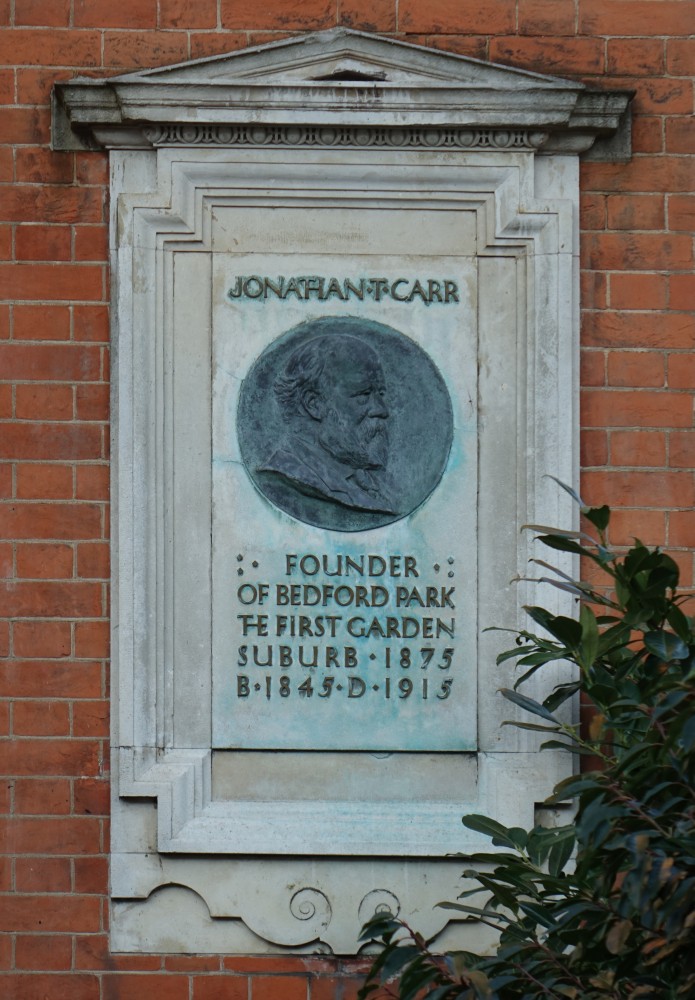 JONATHAN·T·CARR
FOUNDER
OF BEDFORD PARK
THE FIRST GARDEN
SUBURB · 1875
B·1845·D·1915